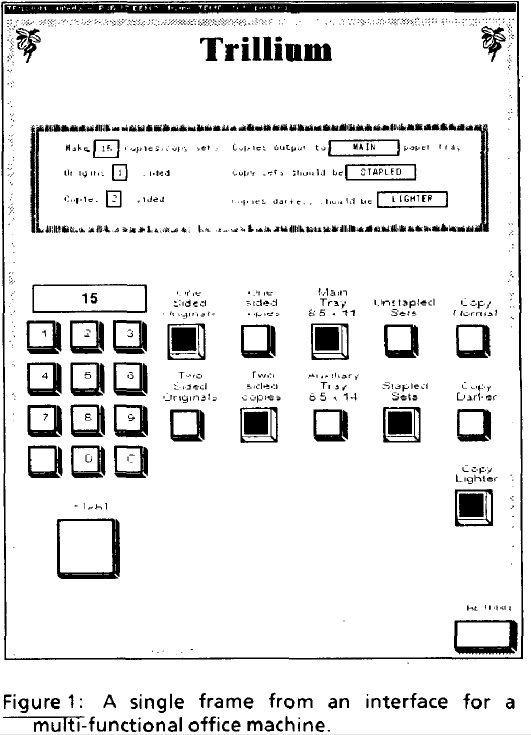 Trillium
Make 15 copies/copy sets Copies output to MAIN paper tray
1 sided Copy sets should be STAPLED
Copies 2 sided Copies should be LIGHTER
15
One Sided Originals
One sided copies
Main Tray 8.5 x 11
Unstapled Sets
Copy Normal
1 2 3
Two Sided Originals
Two sided copies
Auxiliary Tray 8.5 x 14
Stapled Sets
Copy Darker
4 5 6
7 8 9
0 C
Copy Lighter
START
Figure 1: A single frame from an interface for a
multi-functional office machine.